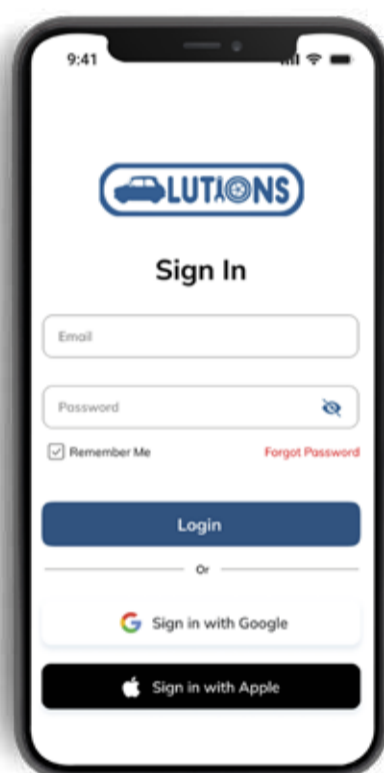 9:41
LUTIONS
Sign In
Email
Password
Remember Me
Forgot Password
Login
Or
Sign in with Google
Sign in with Apple